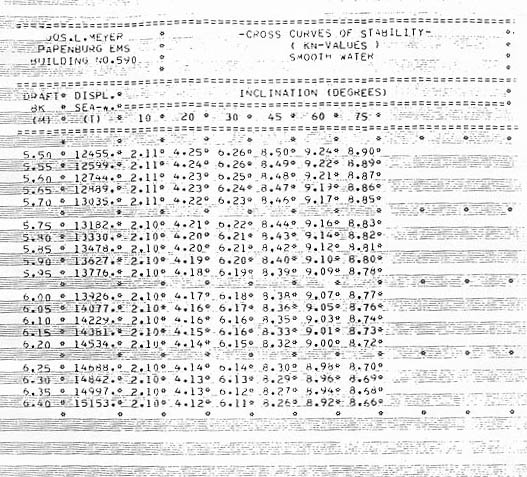 JOS.L.MEYER -CROSS CURVES OF STABILITY-
PAPENBURG EMS ( KN-VALUES )
BUILDING NO.590 SMOOTH WATER
DRAFT* DISPL.* INCLINATION (DEGREES)
BK * SEA-W.*
(M) * (T) * 10 * 20 * 30 * 45 * 60 * 75 *
5.50 * 12455.* 2.11* 4.25* 6.26* 8.50* 9.24* 8.90*
5.55 * 12599.* 2.11* 4.24* 6.26* 8.49* 9.22* 8.89*
5.60 * 12744.* 2.11* 4.23* 6.25* 8.48* 9.21* 8.87*
5.65 * 12889.* 2.11* 4.23* 6.24* 8.47* 9.19* 8.86*
5.70 * 13035.* 2.11* 4.22* 6.23* 8.46* 9.17* 8.85*
5.75 * 13182.* 2.10* 4.21* 6.22* 8.44* 9.16* 8.83*
5.80 * 13330.* 2.10* 4.20* 6.21* 8.43* 9.14* 8.82*
5.85 * 13478.* 2.10* 4.20* 6.21* 8.42* 9.12* 8.81*
5.90 * 13627.* 2.10* 4.19* 6.20* 8.40* 9.10* 8.80*
5.95 * 13776.* 2.10* 4.18* 6.19* 8.39* 9.09* 8.78*
6.00 * 13926.* 2.10* 4.17* 6.18* 8.38* 9.07* 8.77*
6.05 * 14077.* 2.10* 4.16* 6.17* 8.36* 9.05* 8.76*
6.10 * 14229.* 2.10* 4.16* 6.16* 8.35* 9.03* 8.74*
6.15 * 14381.* 2.10* 4.15* 6.16* 8.33* 9.01* 8.73*
6.20 * 14534.* 2.10* 4.14* 6.15* 8.32* 9.00* 8.72*
6.25 * 14688.* 2.10* 4.14* 6.14* 8.30* 8.98* 8.70*
6.30 * 14842.* 2.10* 4.13* 6.13* 8.29* 8.96* 8.69*
6.35 * 14997.* 2.10* 4.13* 6.12* 8.27* 8.94* 8.68*
6.40 * 15153.* 2.10* 4.12* 6.11* 8.26* 8.92* 8.66*